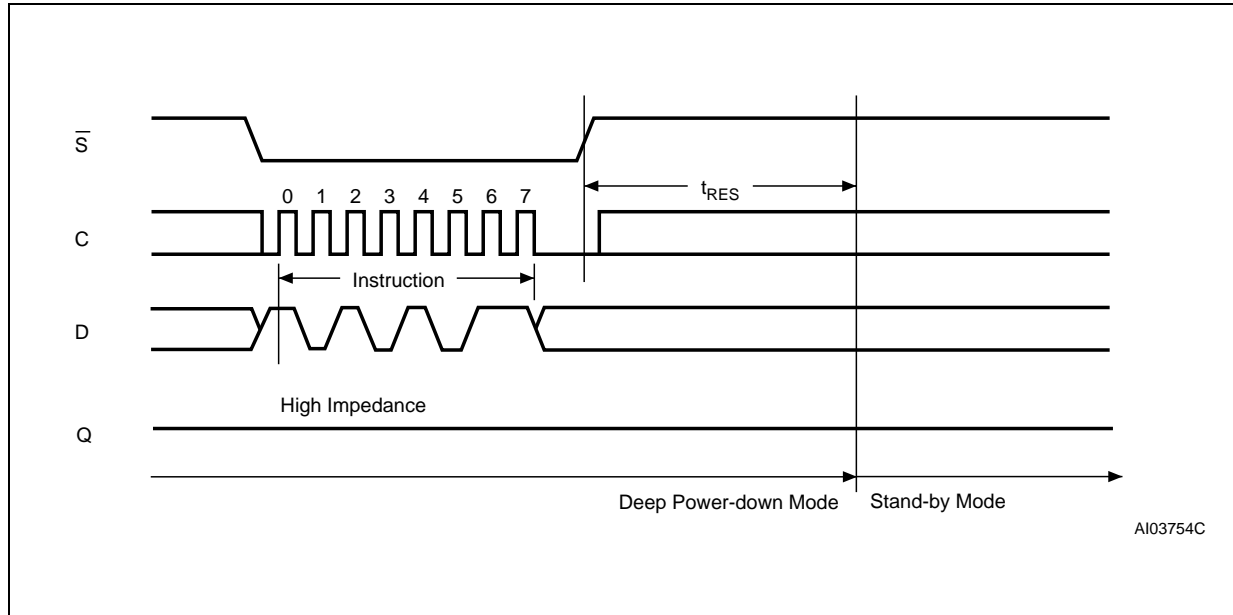 S̅
tRES
0 1 2 3 4 5 6 7
C
Instruction
D
High Impedance
Q
Deep Power-down Mode Stand-by Mode
AI03754C